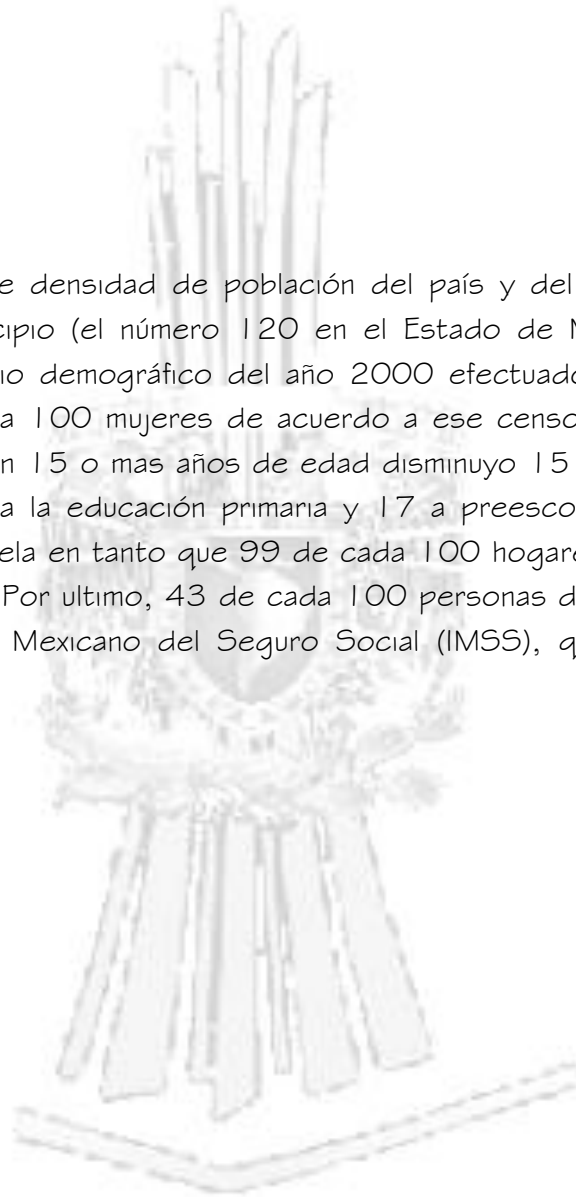 e densidad de población del país y del
cipio (el número 120 en el Estado de
io demográfico del año 2000 efectuado
a 100 mujeres de acuerdo a ese censo
n 15 o mas años de edad disminuyo 15
a la educación primaria y 17 a preesco
ela en tanto que 99 de cada 100 hogare
Por ultimo, 43 de cada 100 personas d
Mexicano del Seguro Social (IMSS), q